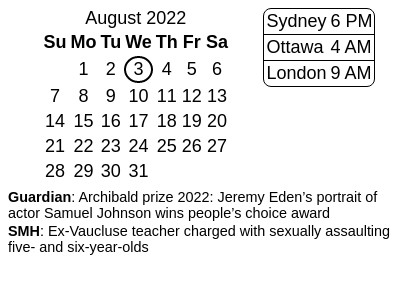 August 2022
Su Mo Tu We Th Fr Sa
1 2 3 4 5 6
7 8 9 10 11 12 13
14 15 16 17 18 19 20
21 22 23 24 25 26 27
28 29 30 31
Sydney 6 PM
Ottawa 4 AM
London 9 AM
Guardian: Archibald prize 2022: Jeremy Eden’s portrait of
actor Samuel Johnson wins people’s choice award
SMH: Ex-Vaucluse teacher charged with sexually assaulting
five- and six-year-olds